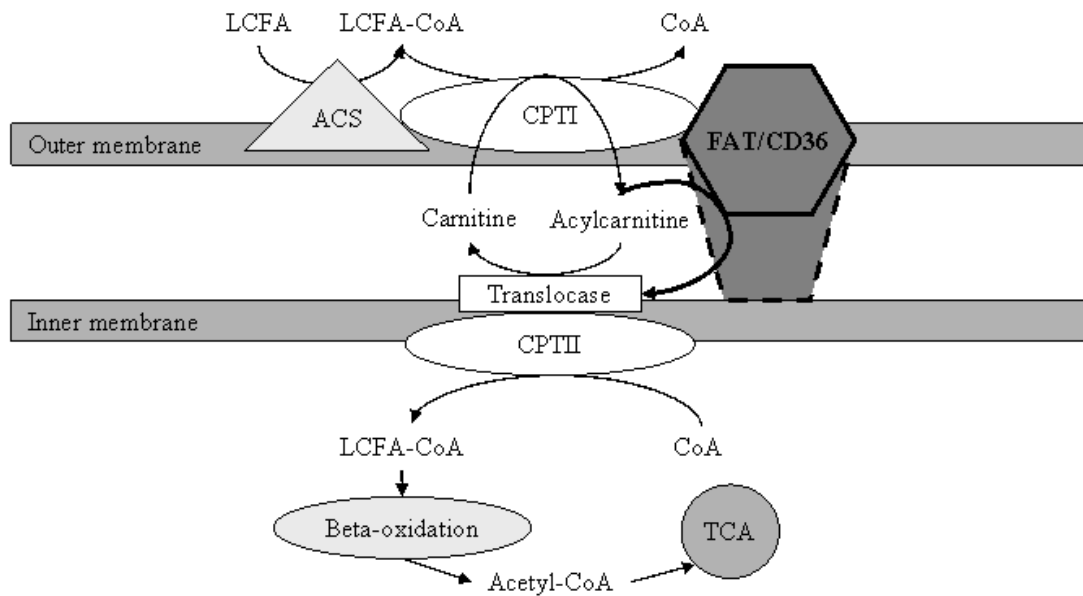 LCFA
LCFA-CoA
CoA
ACS
CPTI
FAT/CD36
Outer membrane
Carnitine
Acylcarnitine
Translocase
Inner membrane
CPTII
LCFA-CoA
CoA
Beta-oxidation
TCA
Acetyl-CoA